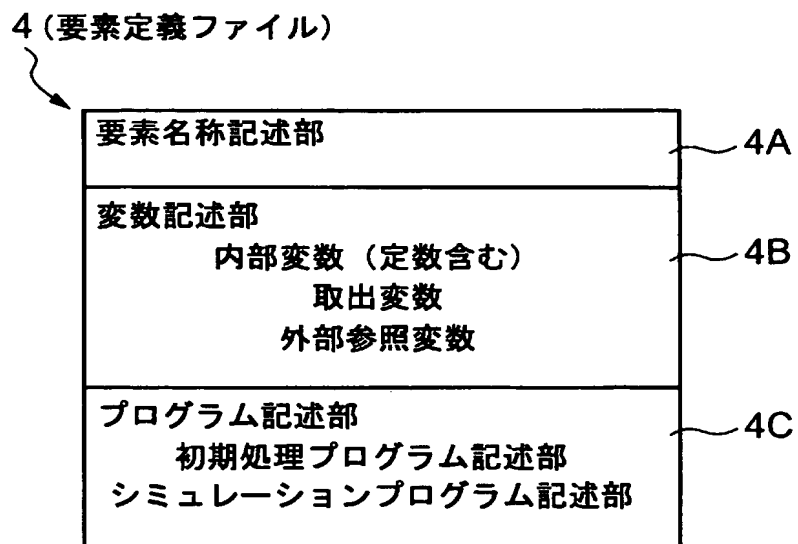 4（要素定義ファイル）
要素名称記述部
4A
変数記述部
内部変数（定数含む）
4B
取出変数
外部参照変数
プログラム記述部
4C
初期処理プログラム記述部
シミュレーションプログラム記述部